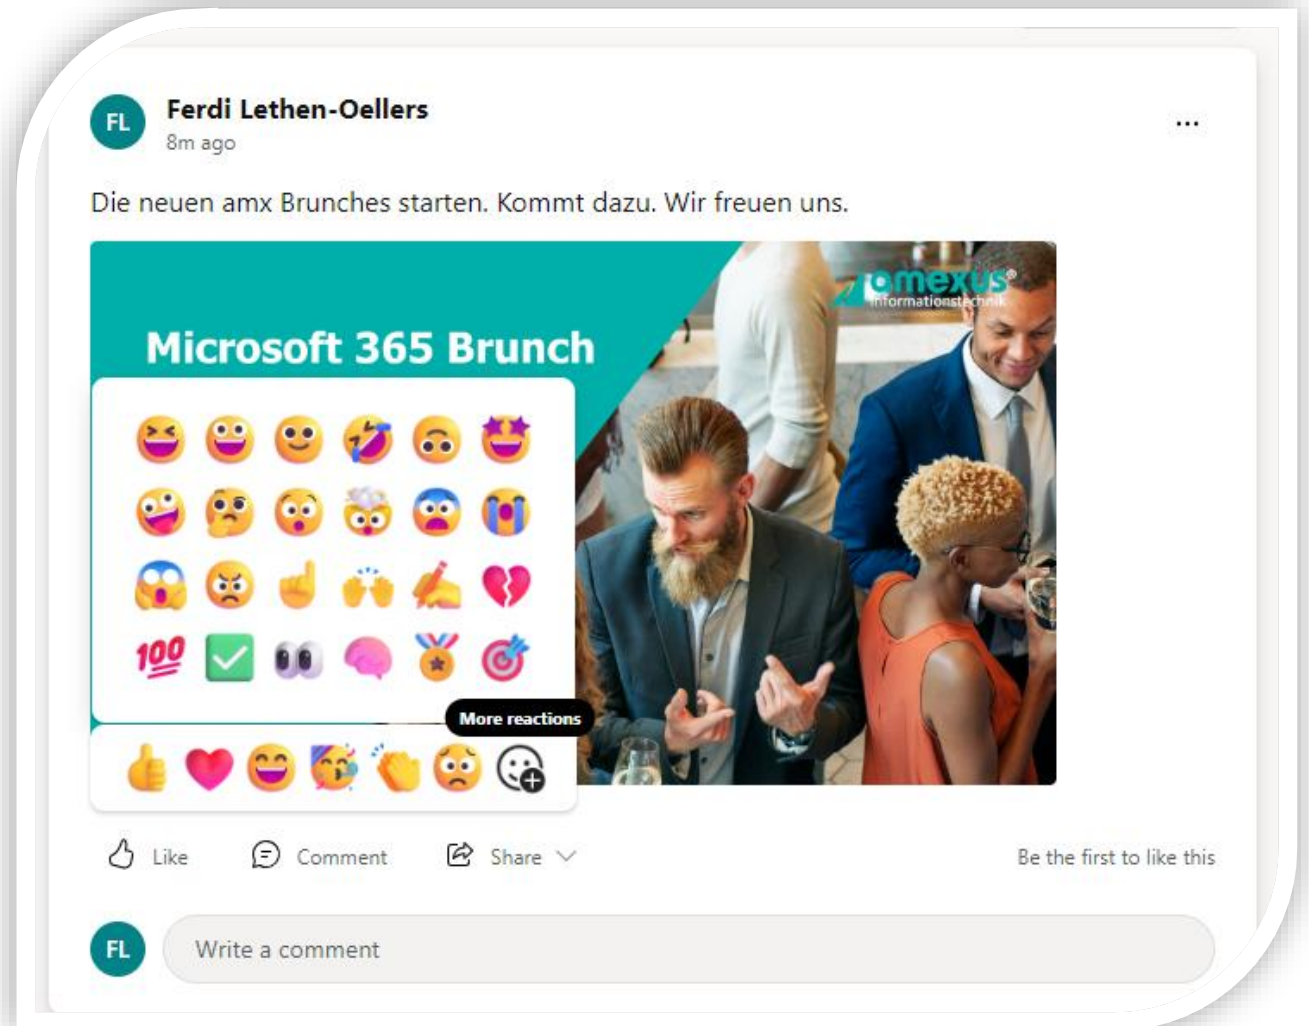 FL
Ferdi Lethen-Oellers
...
8m ago
Die neuen amx Brunches starten. Kommt dazu. Wir freuen uns.
amexus®
Informationstechnik
Microsoft 365 Brunch
100
More reactions
Like
Comment
Share
Be the first to like this
FL
Write a comment